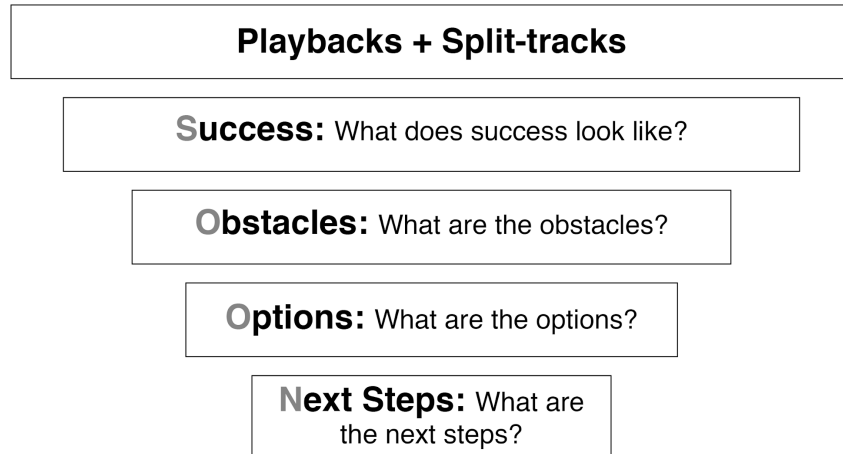 Playbacks + Split-tracks
Success: What does success look like?
Obstacles: What are the obstacles?
Options: What are the options?
Next Steps: What are
the next steps?